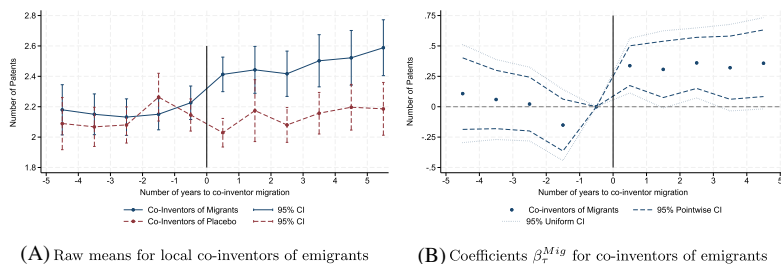 2.8
2.6
2.4
2.2
2
1.8
Number of Patents
-5 -4 -3 -2 -1 0 1 2 3 4 5
Number of years to co-inventor migration
Co-Inventors of Migrants 95% CI
Co-Inventors of Placebo 95% CI
(A) Raw means for local co-inventors of emigrants
.75
.5
.25
0
-.25
-.5
Number of Patents
-5 -4 -3 -2 -1 0 1 2 3 4 5
Number of years to co-inventor migration
Co-Inventors of Migrants 95% Pointwise CI
95% Uniform CI
(B) Coefficients β_τ^{Mig} for co-inventors of emigrants